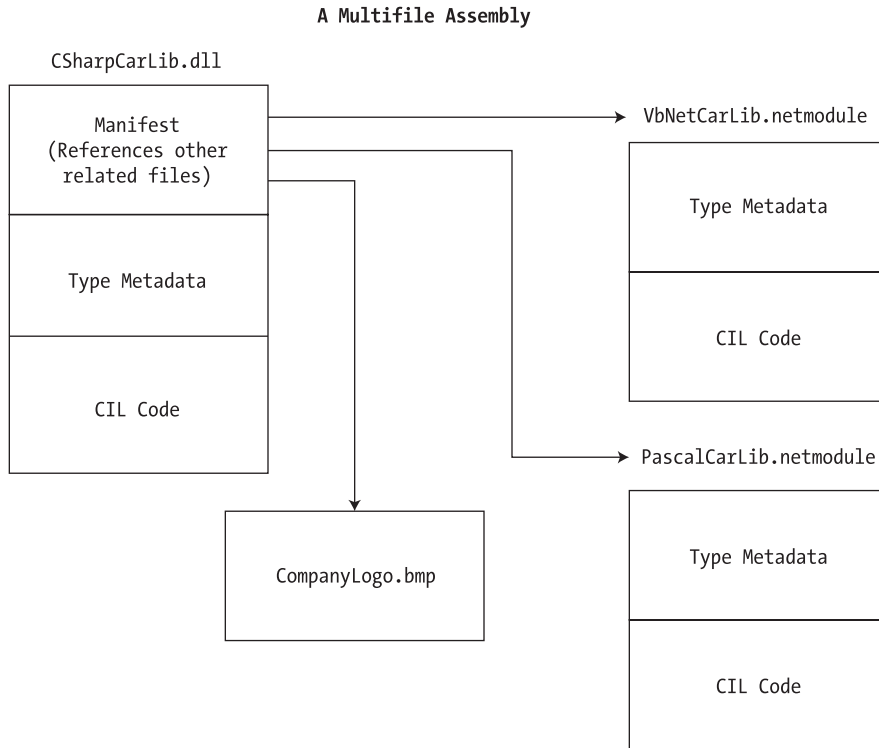 A Multifile Assembly
CSharpCarLib.dll
Manifest
(References other
related files)
Type Metadata
CIL Code
VbNetCarLib.netmodule
Type Metadata
CIL Code
PascalCarLib.netmodule
Type Metadata
CIL Code
CompanyLogo.bmp